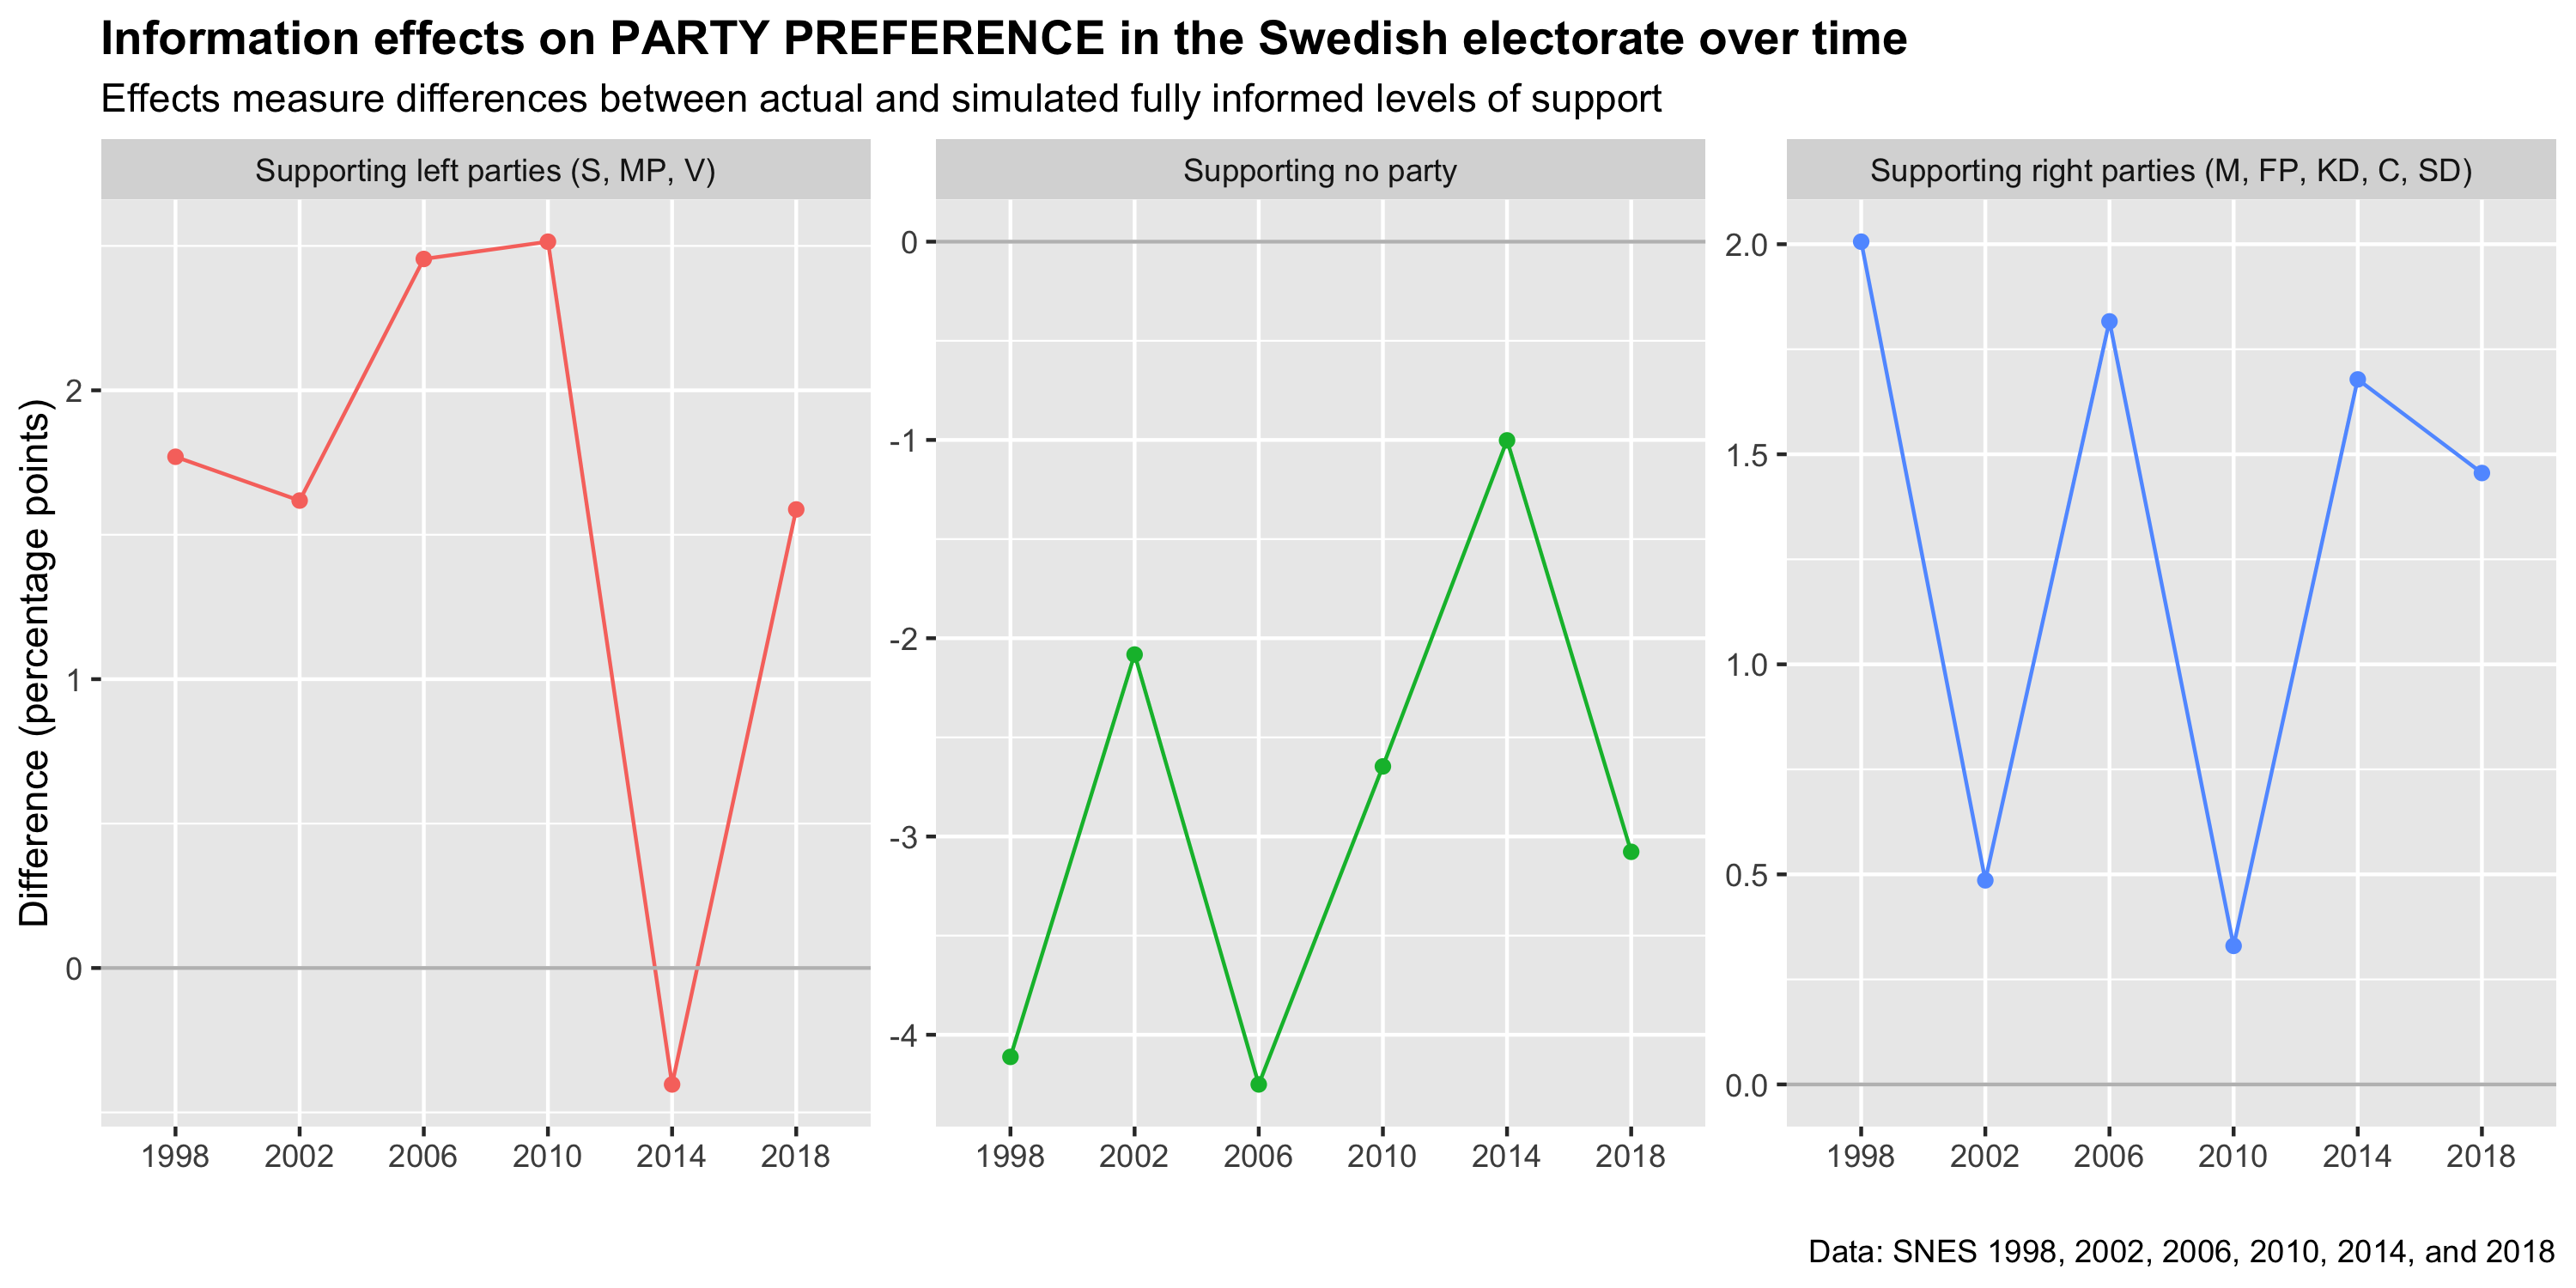 Information effects on PARTY PREFERENCE in the Swedish electorate over time
Effects measure differences between actual and simulated fully informed levels of support
Difference (percentage points)
Supporting left parties (S, MP, V)
2
1
0
1998 2002 2006 2010 2014 2018
Supporting no party
0
-1
-2
-3
-4
1998 2002 2006 2010 2014 2018
Supporting right parties (M, FP, KD, C, SD)
2.0
1.5
1.0
0.5
0.0
1998 2002 2006 2010 2014 2018
Data: SNES 1998, 2002, 2006, 2010, 2014, and 2018